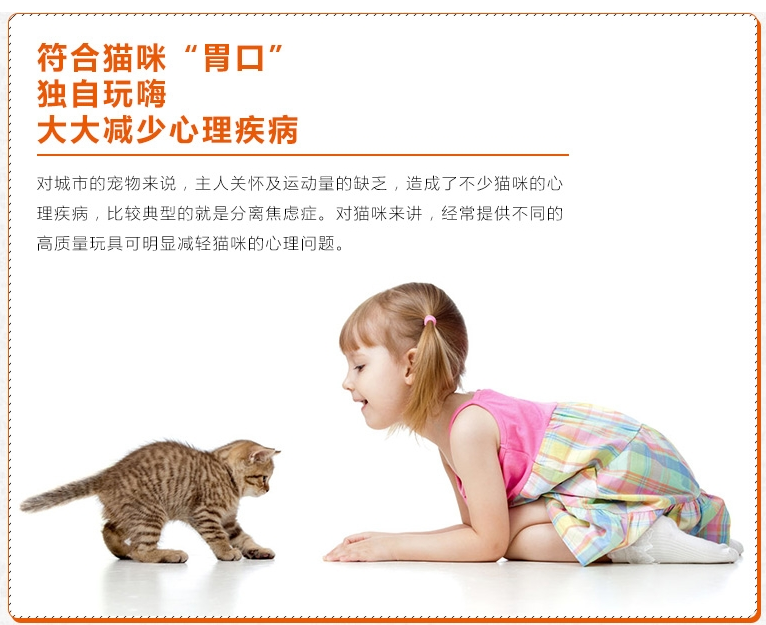 符合猫咪“胃口”
独自玩嗨
大大减少心理疾病
对城市的宠物来说，主人关怀及运动量的缺乏，造成了不少猫咪的心
理疾病，比较典型的就是分离焦虑症。对猫咪来讲，经常提供不同的
高质量玩具可明显减轻猫咪的心理问题。